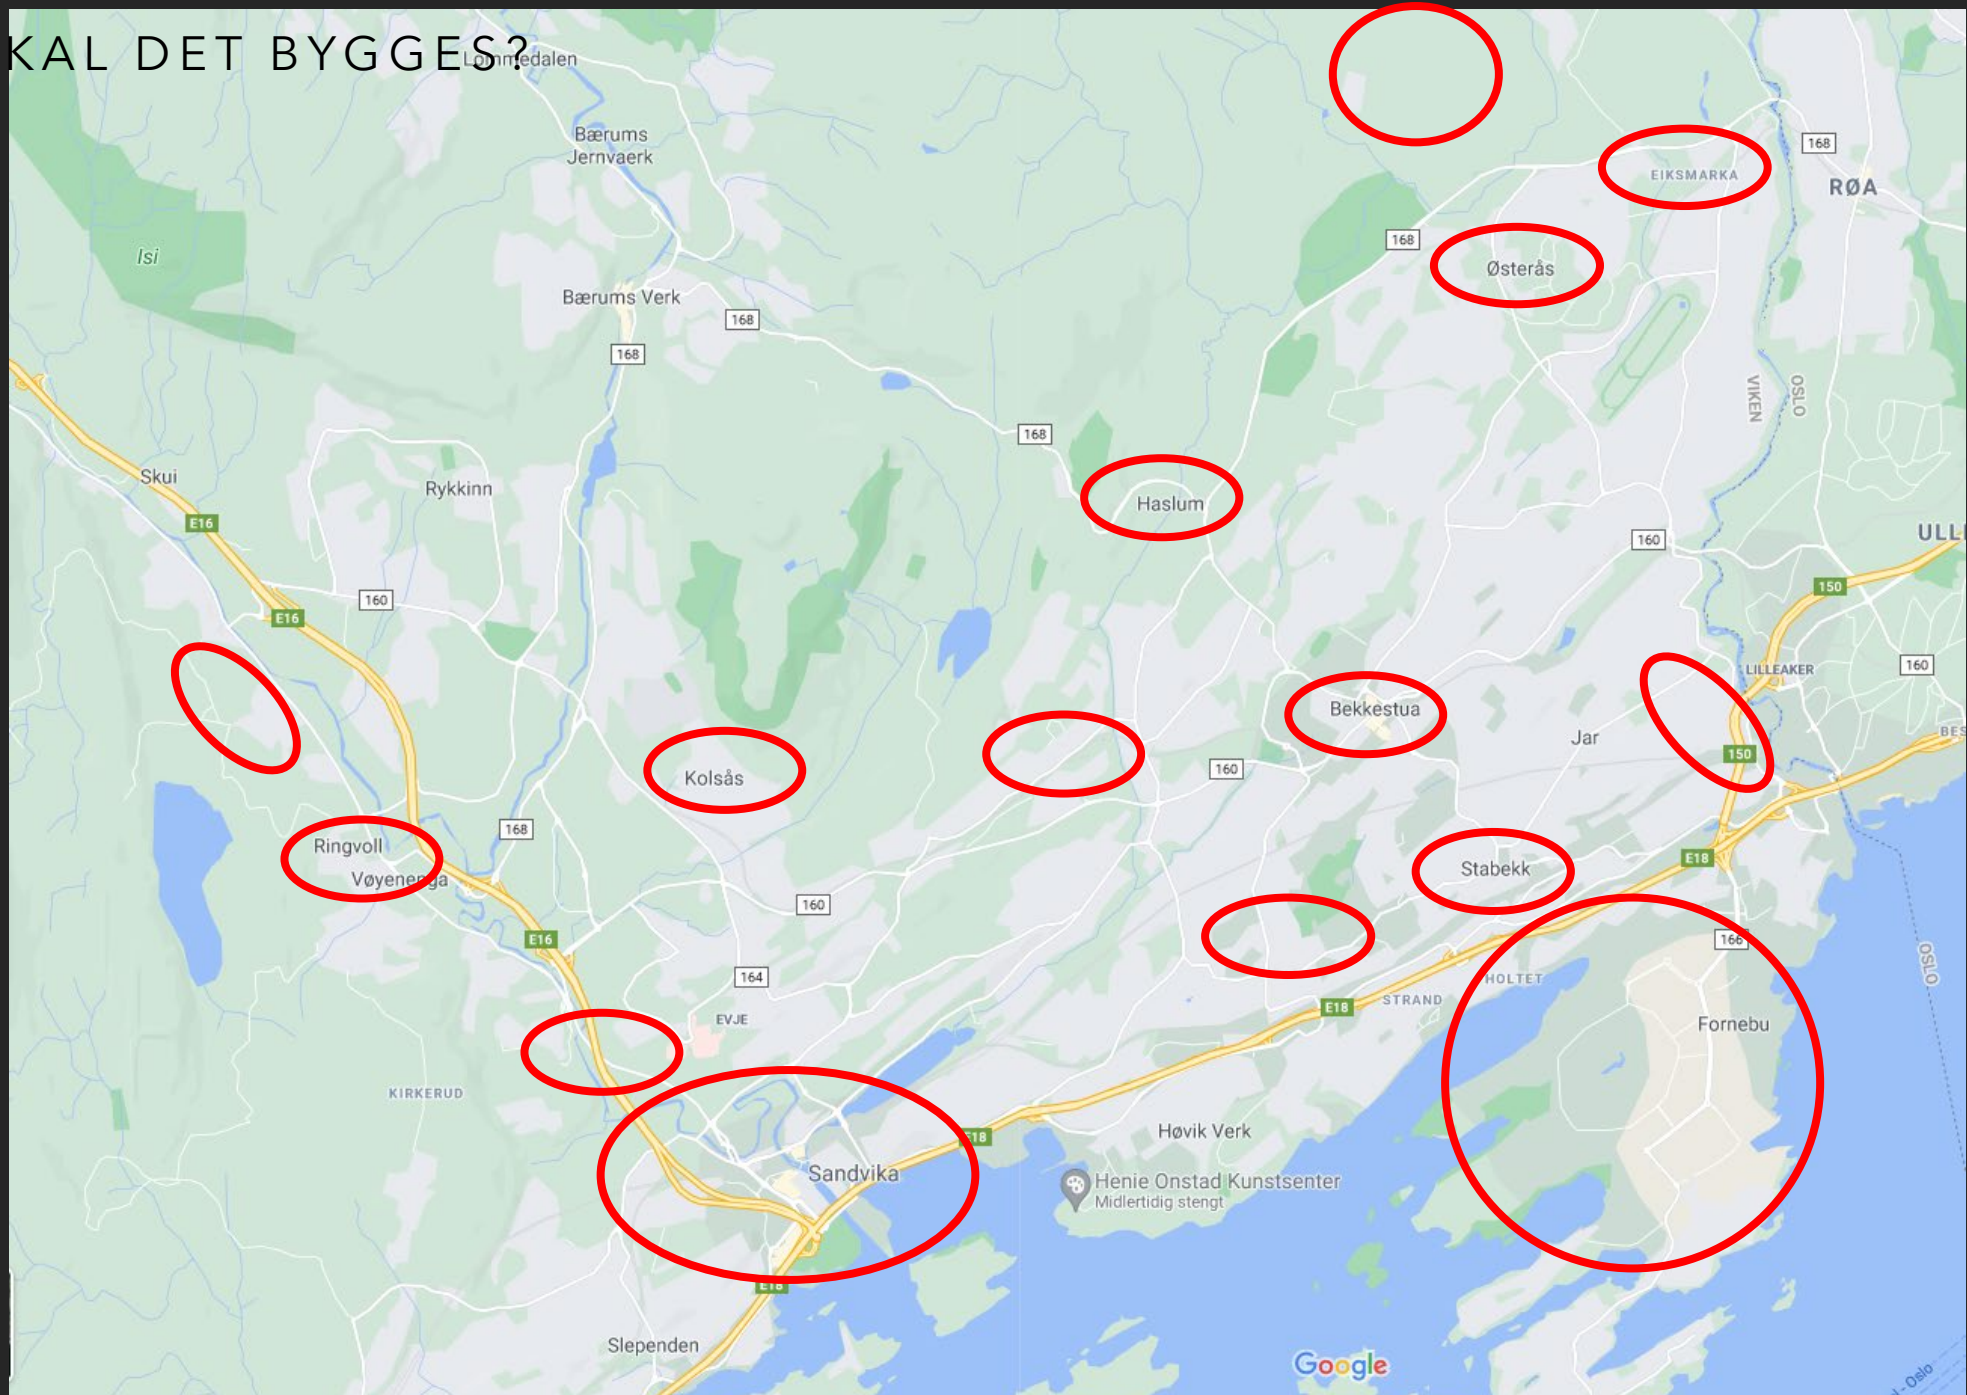 KAL DET BYGGES?
Lommedalen
Bærums
Jernvaerk
168
EIKSMARKA
RØA
168
Isi
Østerås
Bærums Verk
168
168
VIKEN
OSLO
168
Skui
Rykkinn
Haslum
E16
ULL
160
150
160
E16
LILLEAKER
160
Bekkestua
Jar
BES
150
Kolsås
160
Ringvoll
168
Vøyenenga
E18
Stabekk
160
E16
166
OSLO
164
HOLTET
STRAND
E18
EVJE
Fornebu
KIRKERUD
Høvik Verk
E18
Sandvika
Henie Onstad Kunstsenter
Midlertidig stengt
E18
Slependen
Google
- Oslo